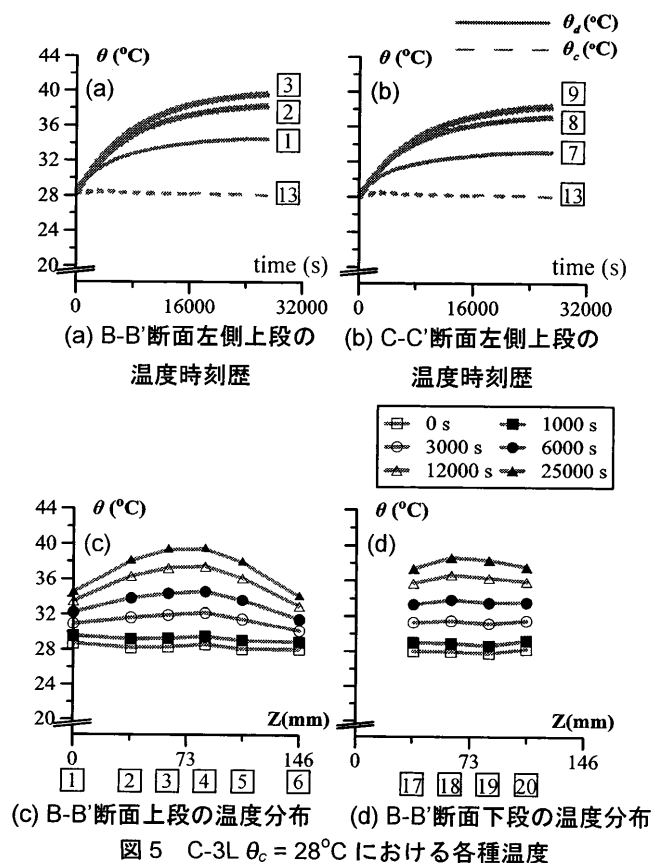 θd (°C)
θc (°C)
θ (°C)
44
40
36
32
28
24
20
(a)
3
2
1
13
time (s)
0
16000
32000
(a) B-B'断面左側上段の
温度時刻歴
θ (°C)
(b)
9
8
7
13
time (s)
0
16000
32000
(b) C-C'断面左側上段の
温度時刻歴
0 s
1000 s
3000 s
6000 s
12000 s
25000 s
θ (°C)
44
40
36
32
28
24
20
(c)
Z(mm)
0
73
146
1 2 3 4 5 6
(c) B-B'断面上段の温度分布
θ (°C)
(d)
Z(mm)
0
73
146
17 18 19 20
(d) B-B'断面下段の温度分布
図 5 C-3L θc = 28°C における各種温度